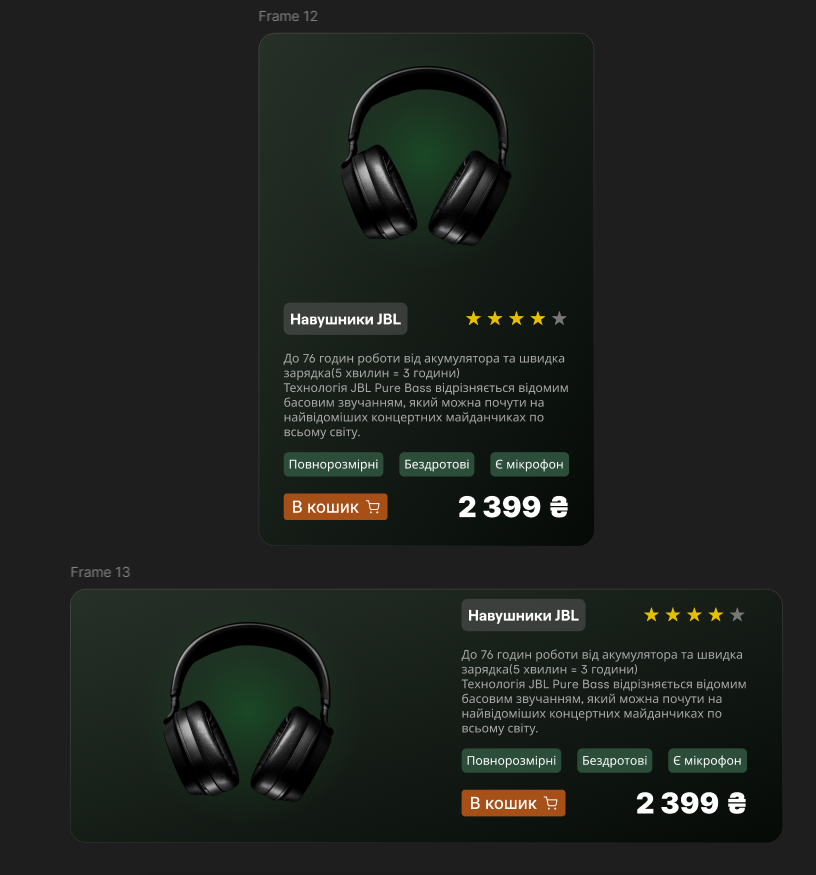 Frame 12
Навушники JBL
До 76 годин роботи від акумулятора та швидка
зарядка(5 хвилин = 3 години)
Технологія JBL Pure Bass відрізняється відомим
басовим звучанням, який можна почути на
найвідоміших концертних майданчиках по
всьому світу.
Повнорозмірні Бездротові Є мікрофон
В кошик 2 399 ₴
Frame 13
Навушники JBL
До 76 годин роботи від акумулятора та швидка
зарядка(5 хвилин = 3 години)
Технологія JBL Pure Bass відрізняється відомим
басовим звучанням, який можна почути на
найвідоміших концертних майданчиках по
всьому світу.
Повнорозмірні Бездротові Є мікрофон
В кошик 2 399 ₴